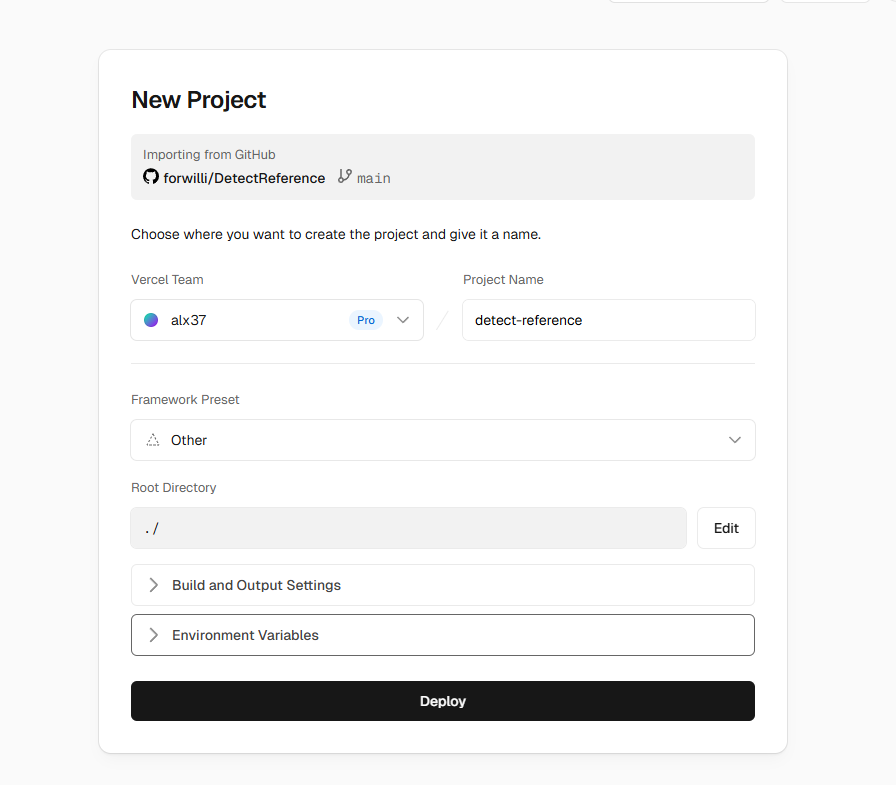 New Project
Importing from GitHub
forwilli/DetectReference main
Choose where you want to create the project and give it a name.
Vercel Team
Project Name
alx37 Pro
detect-reference
Framework Preset
Other
Root Directory
./
Edit
Build and Output Settings
Environment Variables
Deploy